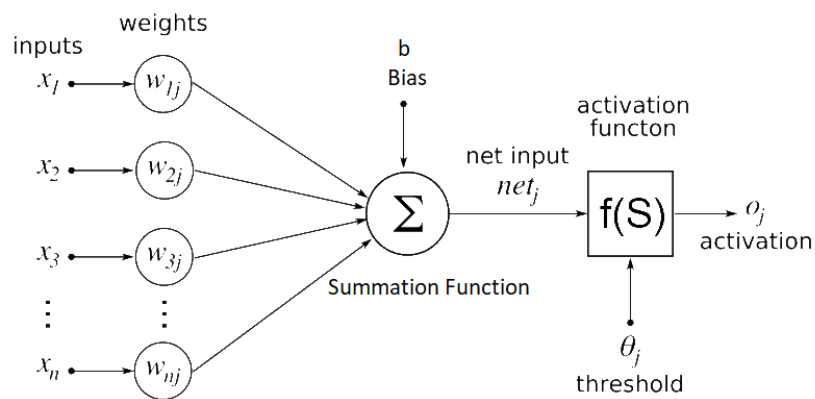 inputs
weights
x1
w1j
x2
w2j
x3
w3j
⋮
⋮
xn
wnj
b
Bias
Σ
Summation Function
net input
netj
activation
functon
f(S)
oj
activation
θj
threshold